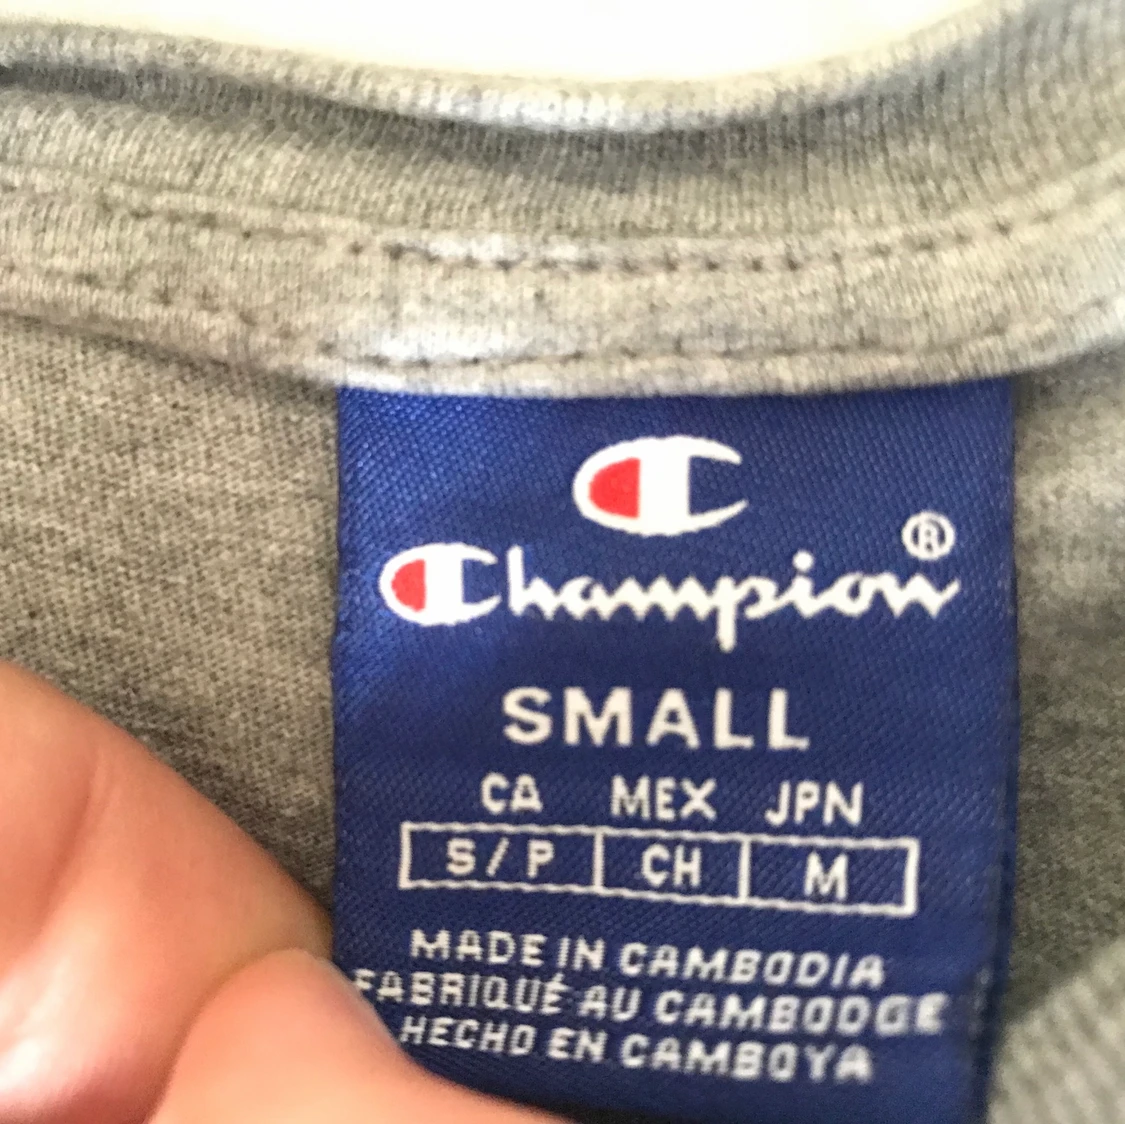 Champion®
SMALL
CA MEX JPN
S/P CH M
MADE IN CAMBODIA
FABRIQUÉ AU CAMBODGE
HECHO EN CAMBOYA